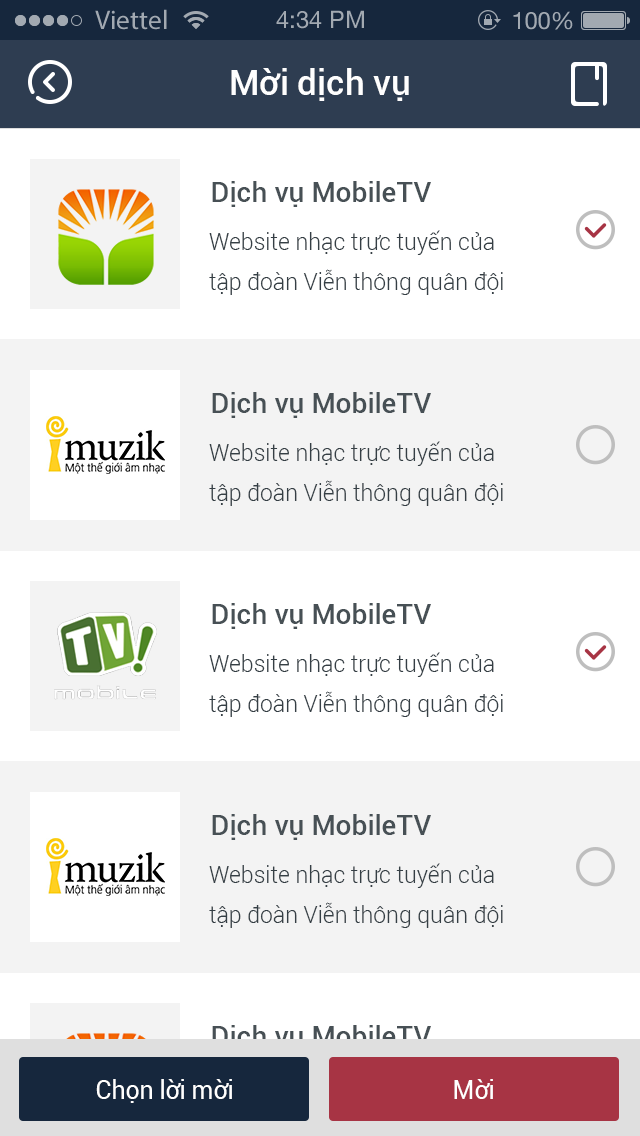 Viettel 4:34 PM 100%
Mời dịch vụ
Dịch vụ MobileTV
Website nhạc trực tuyến của
tập đoàn Viễn thông quân đội
imuzik
Một thế giới âm nhạc
Dịch vụ MobileTV
Website nhạc trực tuyến của
tập đoàn Viễn thông quân đội
TV!
mobile
Dịch vụ MobileTV
Website nhạc trực tuyến của
tập đoàn Viễn thông quân đội
imuzik
Một thế giới âm nhạc
Dịch vụ MobileTV
Website nhạc trực tuyến của
tập đoàn Viễn thông quân đội
Dịch vụ MobileTV
Chọn lời mời
Mời